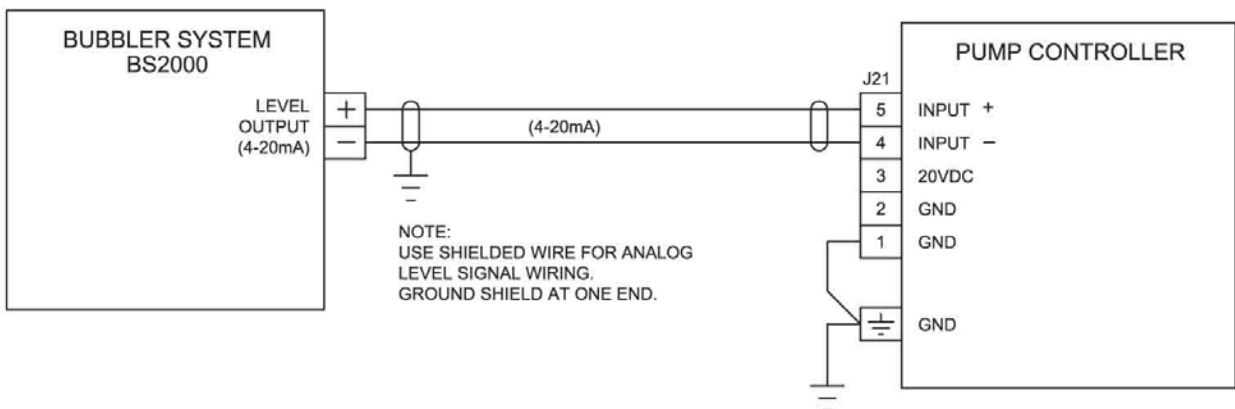 BUBBLER SYSTEM
BS2000
LEVEL
OUTPUT
(4-20mA)
+
−
(4-20mA)
NOTE:
USE SHIELDED WIRE FOR ANALOG
LEVEL SIGNAL WIRING.
GROUND SHIELD AT ONE END.
PUMP CONTROLLER
J21
5 INPUT +
4 INPUT −
3 20VDC
2 GND
1 GND
GND